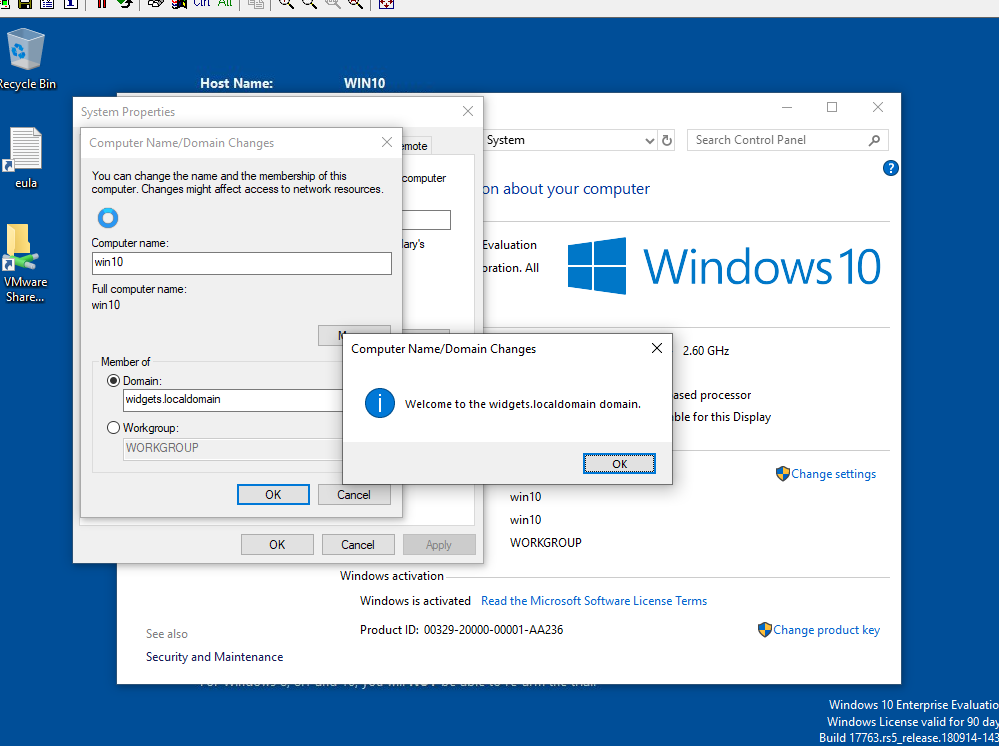 Ctrl All
Recycle Bin
eula
VMware
Share...
Host Name: WIN10
System Properties
Computer Name/Domain Changes
You can change the name and the membership of this
computer. Changes might affect access to network resources.
Computer name:
win10
Full computer name:
win10
Member of
Domain:
widgets.localdomain
Workgroup:
WORKGROUP
OK Cancel
OK Cancel Apply
emote
computer
ary's
System
Search Control Panel
on about your computer
Evaluation
oration. All
Windows 10
2.60 GHz
ased processor
ble for this Display
Computer Name/Domain Changes
Welcome to the widgets.localdomain domain.
OK
Change settings
win10
win10
WORKGROUP
Windows activation
Windows is activated Read the Microsoft Software License Terms
Product ID: 00329-20000-00001-AA236
Change product key
See also
Security and Maintenance
Windows 10 Enterprise Evaluatio
Windows License valid for 90 day
Build 17763.rs5_release.180914-143